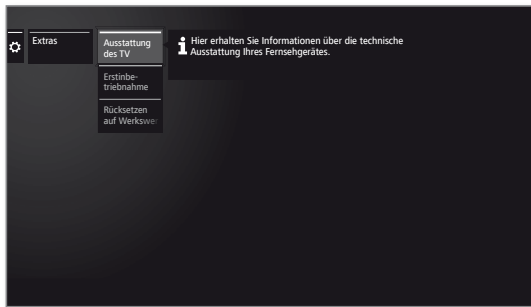 Extras
Ausstattung
des TV
Hier erhalten Sie Informationen über die technische
Ausstattung Ihres Fernsehgerätes.
Erstinbe-
triebnahme
Rücksetzen
auf Werkswer